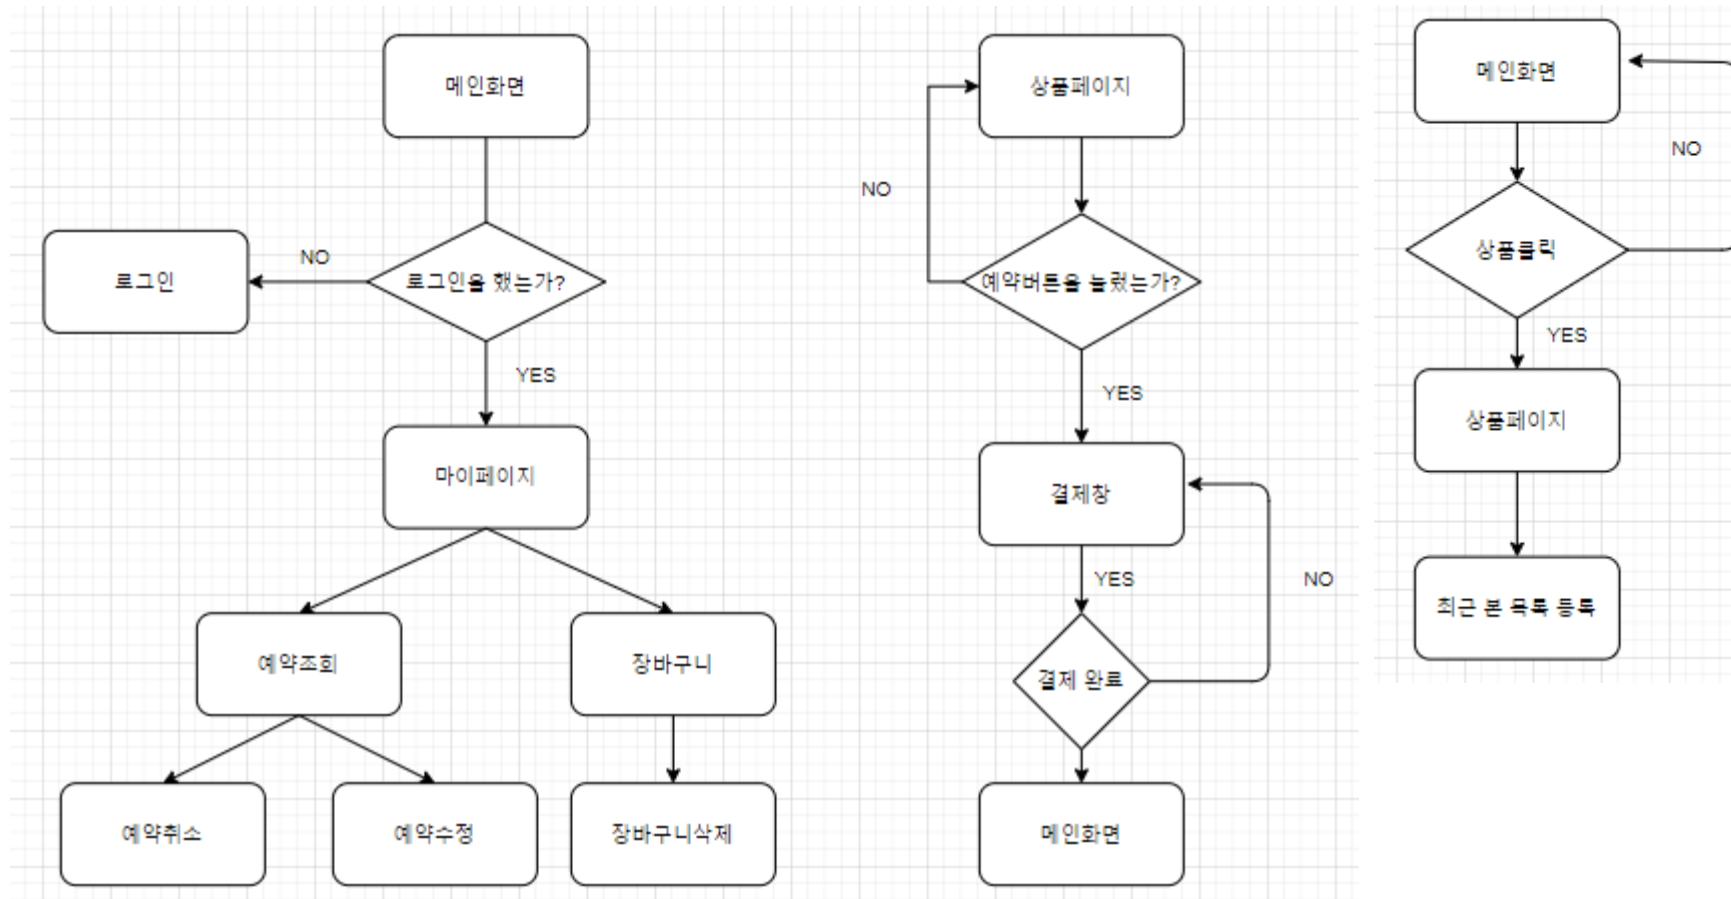 메인화면
로그인을 했는가?
NO
로그인
YES
마이페이지
예약조회
장바구니
예약취소
예약수정
장바구니삭제
상품페이지
NO
예약버튼을 눌렀는가?
YES
결제창
YES
NO
결제 완료
메인화면
메인화면
NO
상품클릭
YES
상품페이지
최근 본 목록 등록